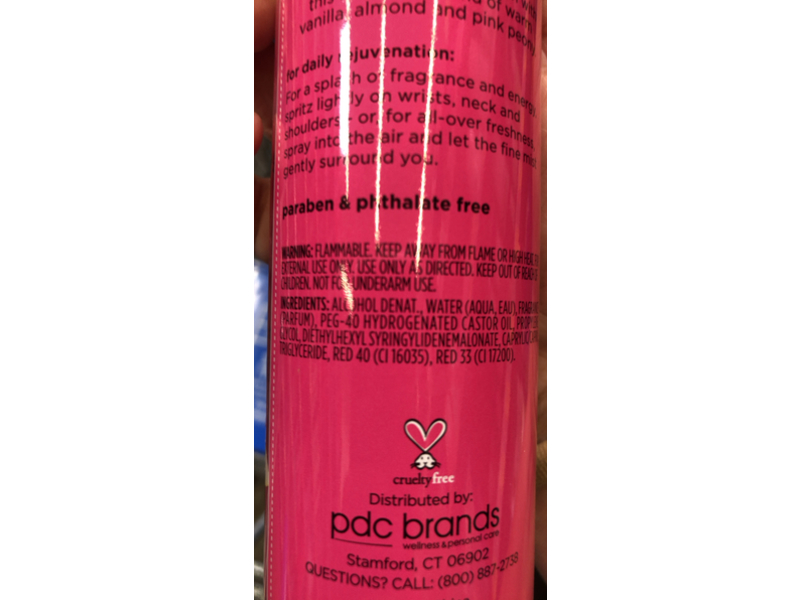 this
of warm
vanilla, almond and pink peony
for daily rejuvenation:
For a splash of fragrance and energy,
spritz lightly on wrists, neck and
shoulders - or, for all-over freshness,
spray into the air and let the fine mist
gently surround you.
paraben & phthalate free
WARNING: FLAMMABLE. KEEP AWAY FROM FLAME OR HIGH HEAT. FOR
EXTERNAL USE ONLY. USE ONLY AS DIRECTED. KEEP OUT OF REACH OF
CHILDREN. NOT FOR UNDERARM USE.
INGREDIENTS: ALCOHOL DENAT., WATER (AQUA, EAU), FRAGRANCE
(PARFUM), PEG-40 HYDROGENATED CASTOR OIL, PROPYLENE
GLYCOL, DIETHYLHEXYL SYRINGYLIDENEMALONATE, CAPRYLIC/CAPRIC
TRIGLYCERIDE, RED 40 (CI 16035), RED 33 (CI 17200).
crueltyfree
Distributed by:
pdc brands
wellness & personal care
Stamford, CT 06902
QUESTIONS? CALL: (800) 887-2738